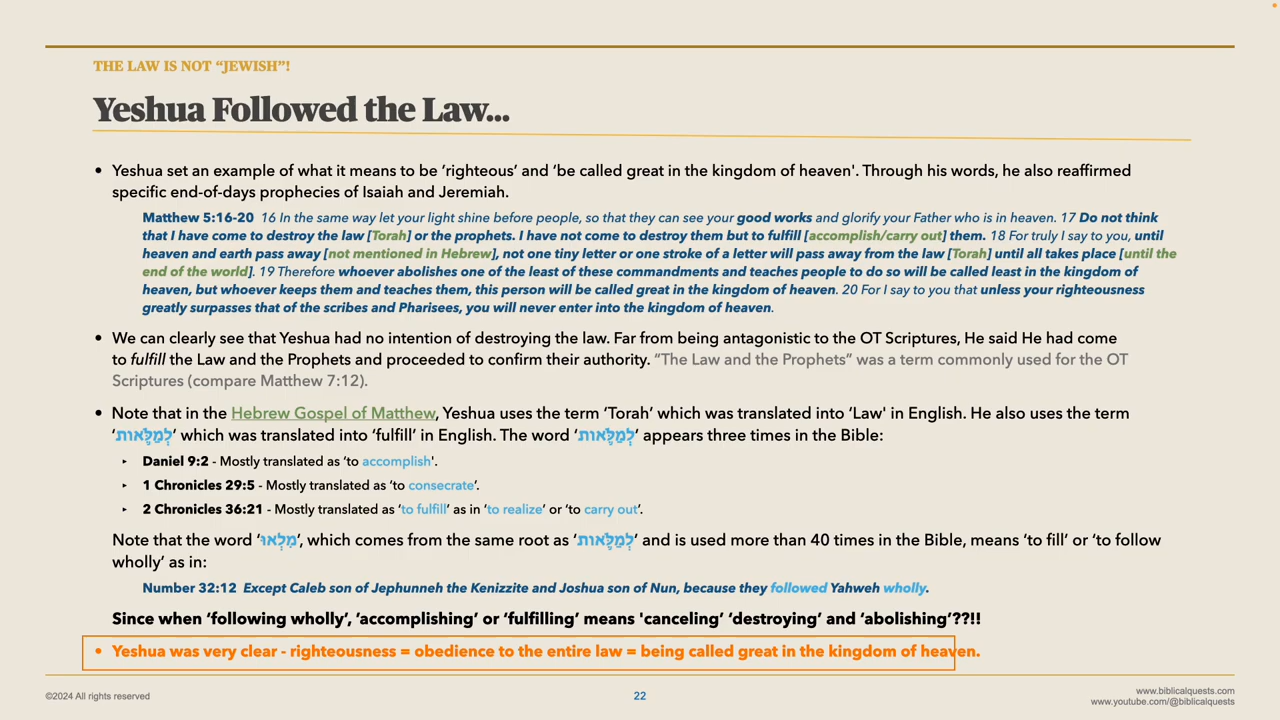 THE LAW IS NOT “JEWISH”!
Yeshua Followed the Law...
• Yeshua set an example of what it means to be ‘righteous’ and ‘be called great in the kingdom of heaven'. Through his words, he also reaffirmed
specific end-of-days prophecies of Isaiah and Jeremiah.
Matthew 5:16-20 16 In the same way let your light shine before people, so that they can see your good works and glorify your Father who is in heaven. 17 Do not think
that I have come to destroy the law [Torah] or the prophets. I have not come to destroy them but to fulfill [accomplish/carry out] them. 18 For truly I say to you, until
heaven and earth pass away [not mentioned in Hebrew], not one tiny letter or one stroke of a letter will pass away from the law [Torah] until all takes place [until the
end of the world]. 19 Therefore whoever abolishes one of the least of these commandments and teaches people to do so will be called least in the kingdom of
heaven, but whoever keeps them and teaches them, this person will be called great in the kingdom of heaven. 20 For I say to you that unless your righteousness
greatly surpasses that of the scribes and Pharisees, you will never enter into the kingdom of heaven.
• We can clearly see that Yeshua had no intention of destroying the law. Far from being antagonistic to the OT Scriptures, He said He had come
to fulfill the Law and the Prophets and proceeded to confirm their authority. “The Law and the Prophets” was a term commonly used for the OT
Scriptures (compare Matthew 7:12).
• Note that in the Hebrew Gospel of Matthew, Yeshua uses the term ‘Torah’ which was translated into ‘Law' in English. He also uses the term
‘לְמַלֹּאות‘ which was translated into ‘fulfill’ in English. The word ‘לְמַלֹּאות‘ appears three times in the Bible:
‣ Daniel 9:2 - Mostly translated as ‘to accomplish'.
‣ 1 Chronicles 29:5 - Mostly translated as ‘to consecrate’.
‣ 2 Chronicles 36:21 - Mostly translated as ‘to fulfill’ as in ‘to realize’ or ‘to carry out’.
Note that the word ‘מִלְאוּ‘, which comes from the same root as ‘לְמַלֹּאות‘ and is used more than 40 times in the Bible, means ‘to fill’ or ‘to follow
wholly‘ as in:
Number 32:12 Except Caleb son of Jephunneh the Kenizzite and Joshua son of Nun, because they followed Yahweh wholly.
Since when ‘following wholly’, ’accomplishing’ or ‘fulfilling’ means 'canceling’ ‘destroying’ and ‘abolishing’??!!
• Yeshua was very clear - righteousness = obedience to the entire law = being called great in the kingdom of heaven.
©2024 All rights reserved
22
www.biblicalquests.com
www.youtube.com/@biblicalquests